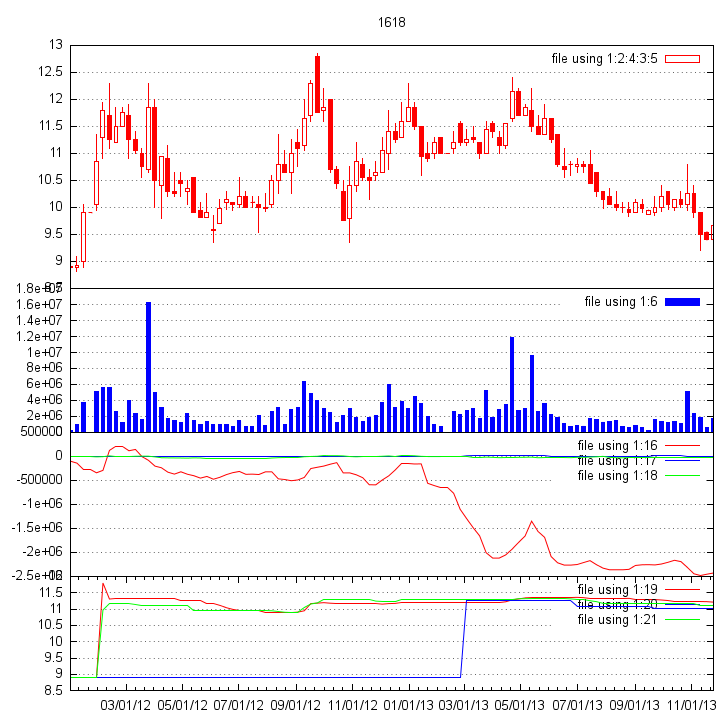 1618
13
file using 1:2:4:3:5
12.5
12
11.5
11
10.5
10
9.5
9
1.8e+07
file using 1:6
1.6e+07
1.4e+07
1.2e+07
1e+07
8e+06
6e+06
4e+06
2e+06
500000
file using 1:16
0
file using 1:17
file using 1:18
-500000
-1e+06
-1.5e+06
-2e+06
-2.5e+06
11.5
file using 1:19
11
file using 1:20
10.5
file using 1:21
10
9.5
9
8.5
03/01/12 05/01/12 07/01/12 09/01/12 11/01/12 01/01/13 03/01/13 05/01/13 07/01/13 09/01/13 11/01/13